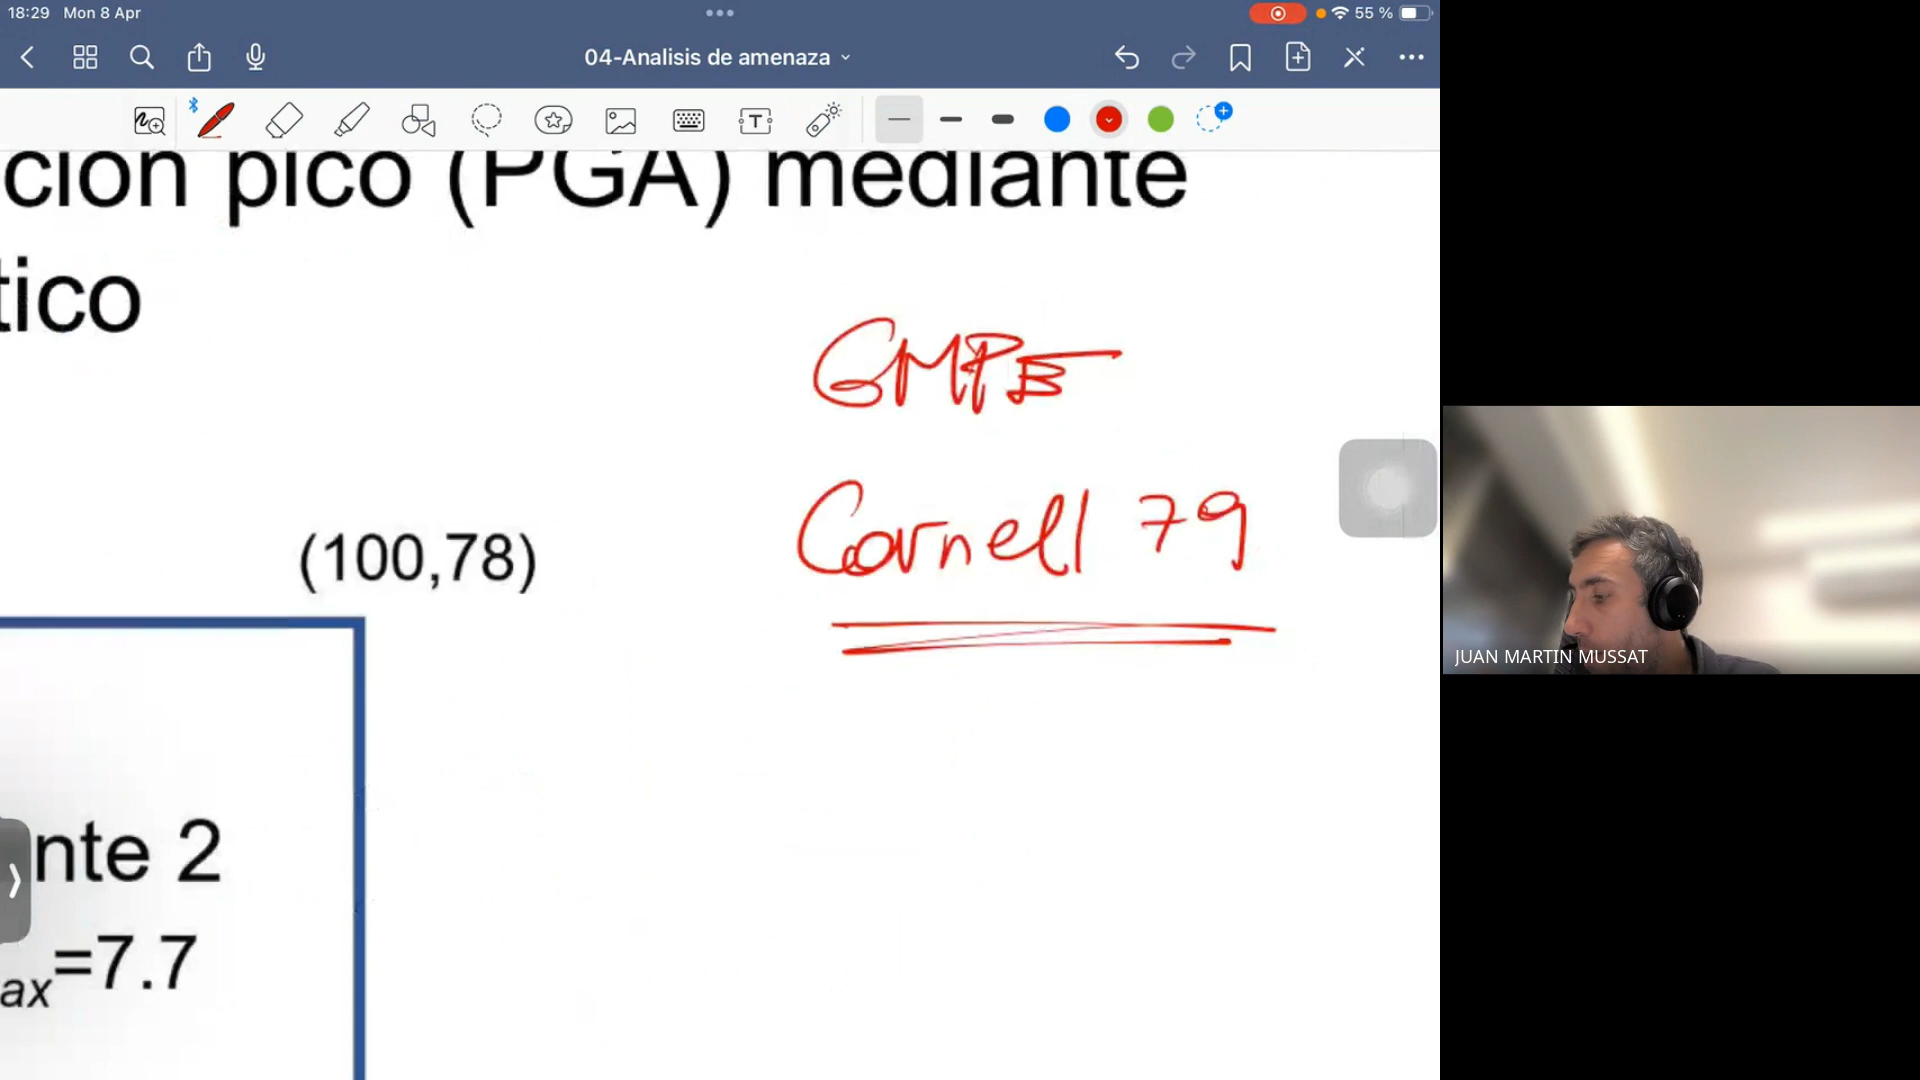 18:29 Mon 8 Apr
55 %
04-Analisis de amenaza
T
ción pico (PGA) mediante
tico
GMPE
Cornell 79
(100,78)
nte 2
ax=7.7
JUAN MARTIN MUSSAT